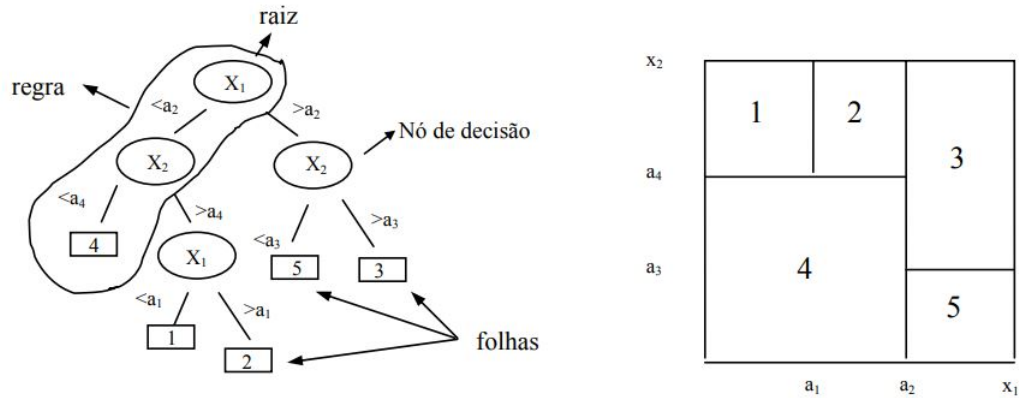 raiz
regra
X1
<a2
>a2
Nó de decisão
X2
X2
<a4
>a4
<a3
>a3
4
X1
5
3
<a1
>a1
1
2
folhas
x2
1
2
3
a4
4
a3
5
a1
a2
x1